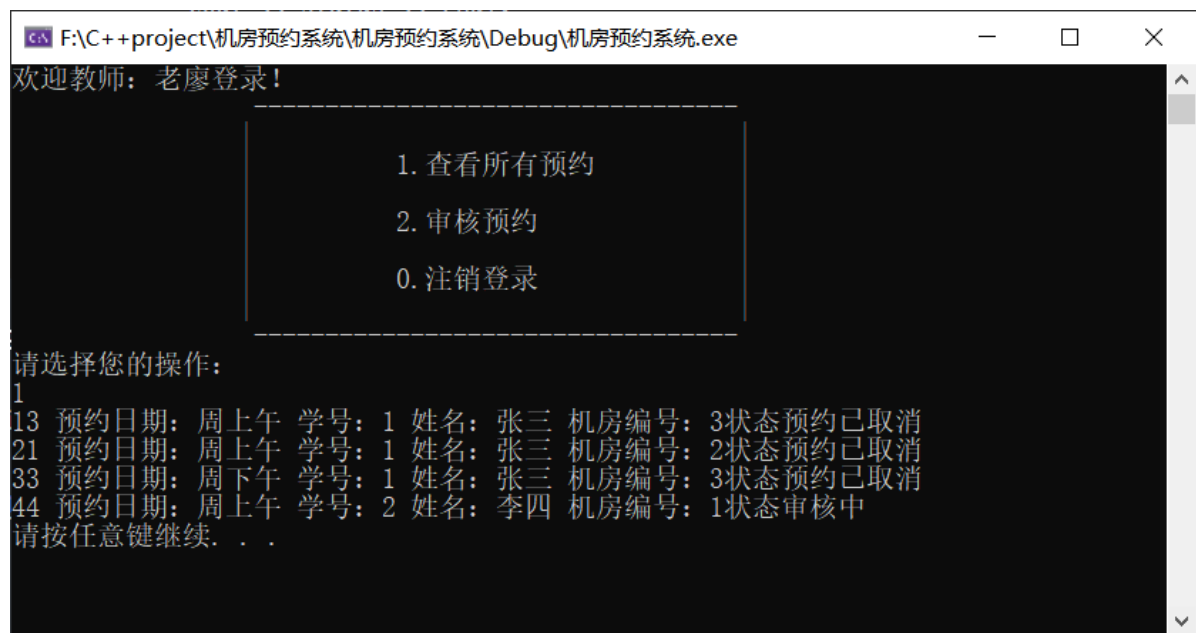 F:\C++project\机房预约系统\机房预约系统\Debug\机房预约系统.exe
欢迎教师：老廖登录！
----------------------------------
1.查看所有预约
2.审核预约
0.注销登录
----------------------------------
请选择您的操作：
1
13 预约日期：周上午 学号：1 姓名：张三 机房编号：3状态预约已取消
21 预约日期：周上午 学号：1 姓名：张三 机房编号：2状态预约已取消
33 预约日期：周下午 学号：1 姓名：张三 机房编号：3状态预约已取消
44 预约日期：周上午 学号：2 姓名：李四 机房编号：1状态审核中
请按任意键继续. . .